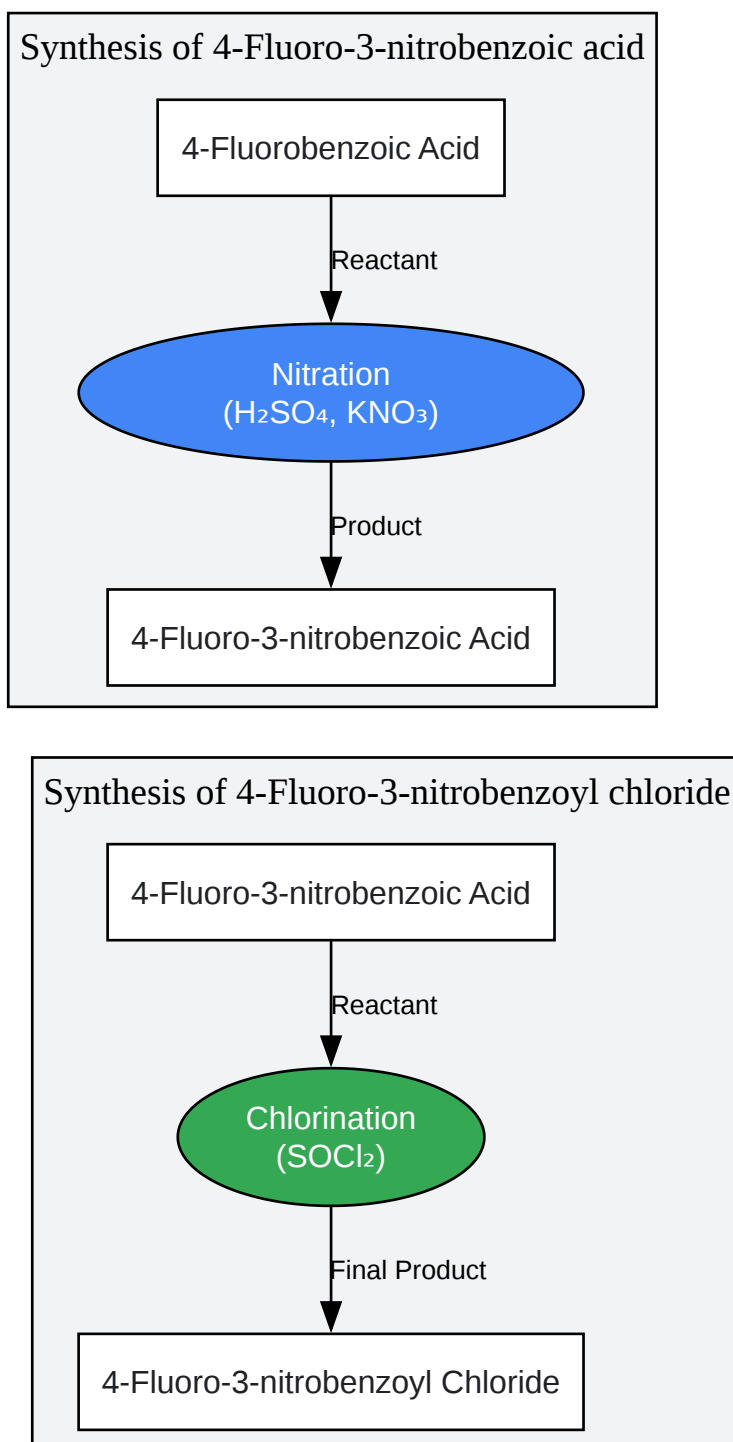 Synthesis of 4-Fluoro-3-nitrobenzoic acid
4-Fluorobenzoic Acid
Reactant
Nitration
(H₂SO₄, KNO₃)
Product
4-Fluoro-3-nitrobenzoic Acid
Synthesis of 4-Fluoro-3-nitrobenzoyl chloride
4-Fluoro-3-nitrobenzoic Acid
Reactant
Chlorination
(SOCl₂)
Final Product
4-Fluoro-3-nitrobenzoyl Chloride